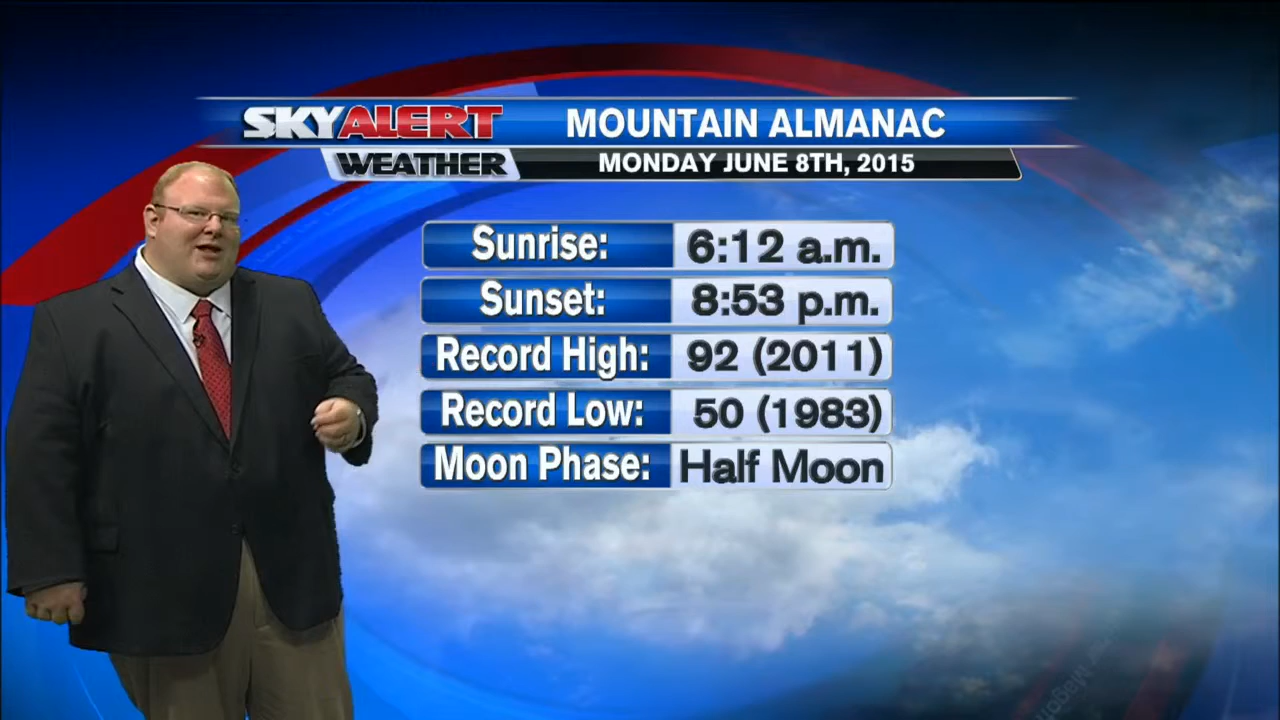 SKYALERT MOUNTAIN ALMANAC
WEATHER MONDAY JUNE 8TH, 2015
Sunrise: 6:12 a.m.
Sunset: 8:53 p.m.
Record High: 92 (2011)
Record Low: 50 (1983)
Moon Phase: Half Moon